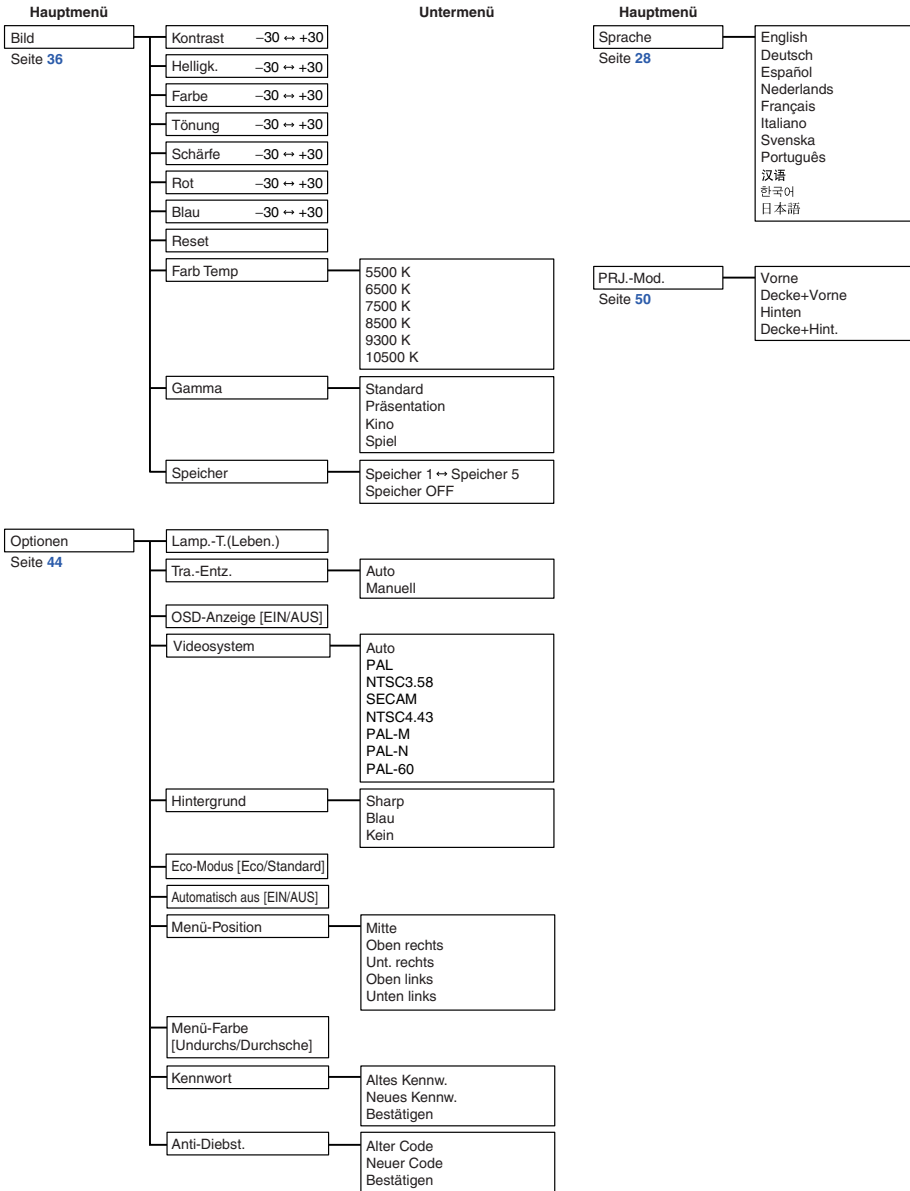 Hauptmenü
Untermenü
Bild
Seite 36
Kontrast −30 ↔ +30
Helligk. −30 ↔ +30
Farbe −30 ↔ +30
Tönung −30 ↔ +30
Schärfe −30 ↔ +30
Rot −30 ↔ +30
Blau −30 ↔ +30
Reset
Farb Temp
5500 K
6500 K
7500 K
8500 K
9300 K
10500 K
Gamma
Standard
Präsentation
Kino
Spiel
Speicher
Speicher 1 ↔ Speicher 5
Speicher OFF
Optionen
Seite 44
Lamp.-T.(Leben.)
Tra.-Entz.
Auto
Manuell
OSD-Anzeige [EIN/AUS]
Videosystem
Auto
PAL
NTSC3.58
SECAM
NTSC4.43
PAL-M
PAL-N
PAL-60
Hintergrund
Sharp
Blau
Kein
Eco-Modus [Eco/Standard]
Automatisch aus [EIN/AUS]
Menü-Position
Mitte
Oben rechts
Unt. rechts
Oben links
Unten links
Menü-Farbe
[Undurchs/Durchsche]
Kennwort
Altes Kennw.
Neues Kennw.
Bestätigen
Anti-Diebst.
Alter Code
Neuer Code
Bestätigen
Hauptmenü
Sprache
Seite 28
English
Deutsch
Español
Nederlands
Français
Italiano
Svenska
Português
汉语
한국어
日本語
PRJ.-Mod.
Seite 50
Vorne
Decke+Vorne
Hinten
Decke+Hint.